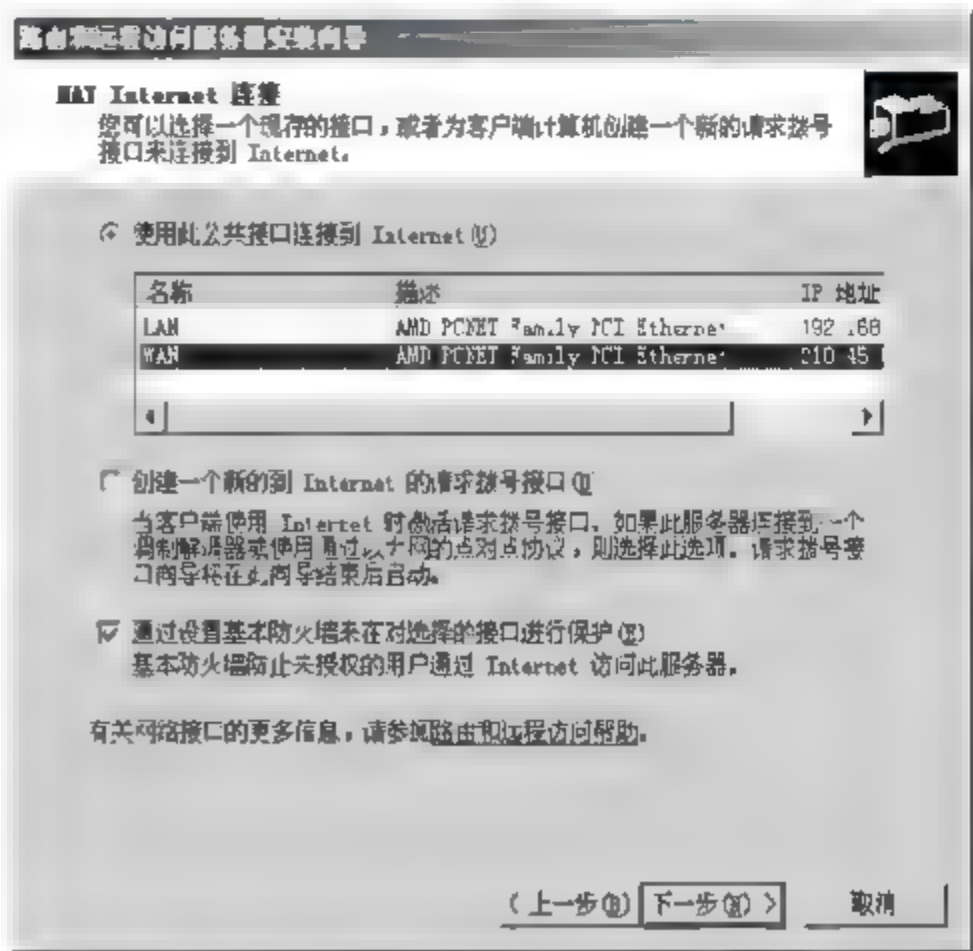 路由和远程访问服务器安装向导
NAT Internet 连接
您可以选择一个现存的接口，或者为客户端计算机创建一个新的请求拨号
接口来连接到 Internet。
使用此公共接口连接到 Internet(U)
名称 描述 IP 地址
LAN AMD PCNET Family PCI Ethernet 192.168
WAN AMD PCNET Family PCI Ethernet 210.45
创建一个新的到 Internet 的请求拨号接口(I)
当客户端使用 Internet 时激活请求拨号接口。如果此服务器连接到一个
调制解调器或使用通过以太网的点对点协议，则选择此选项。请求拨号接
口向导将在此向导结束后启动。
通过设置基本防火墙来在对选择的接口进行保护(E)
基本防火墙防止未授权的用户通过 Internet 访问此服务器。
有关网络接口的更多信息，请参阅路由和远程访问帮助。
〈上一步(B) 下一步(N)〉 取消